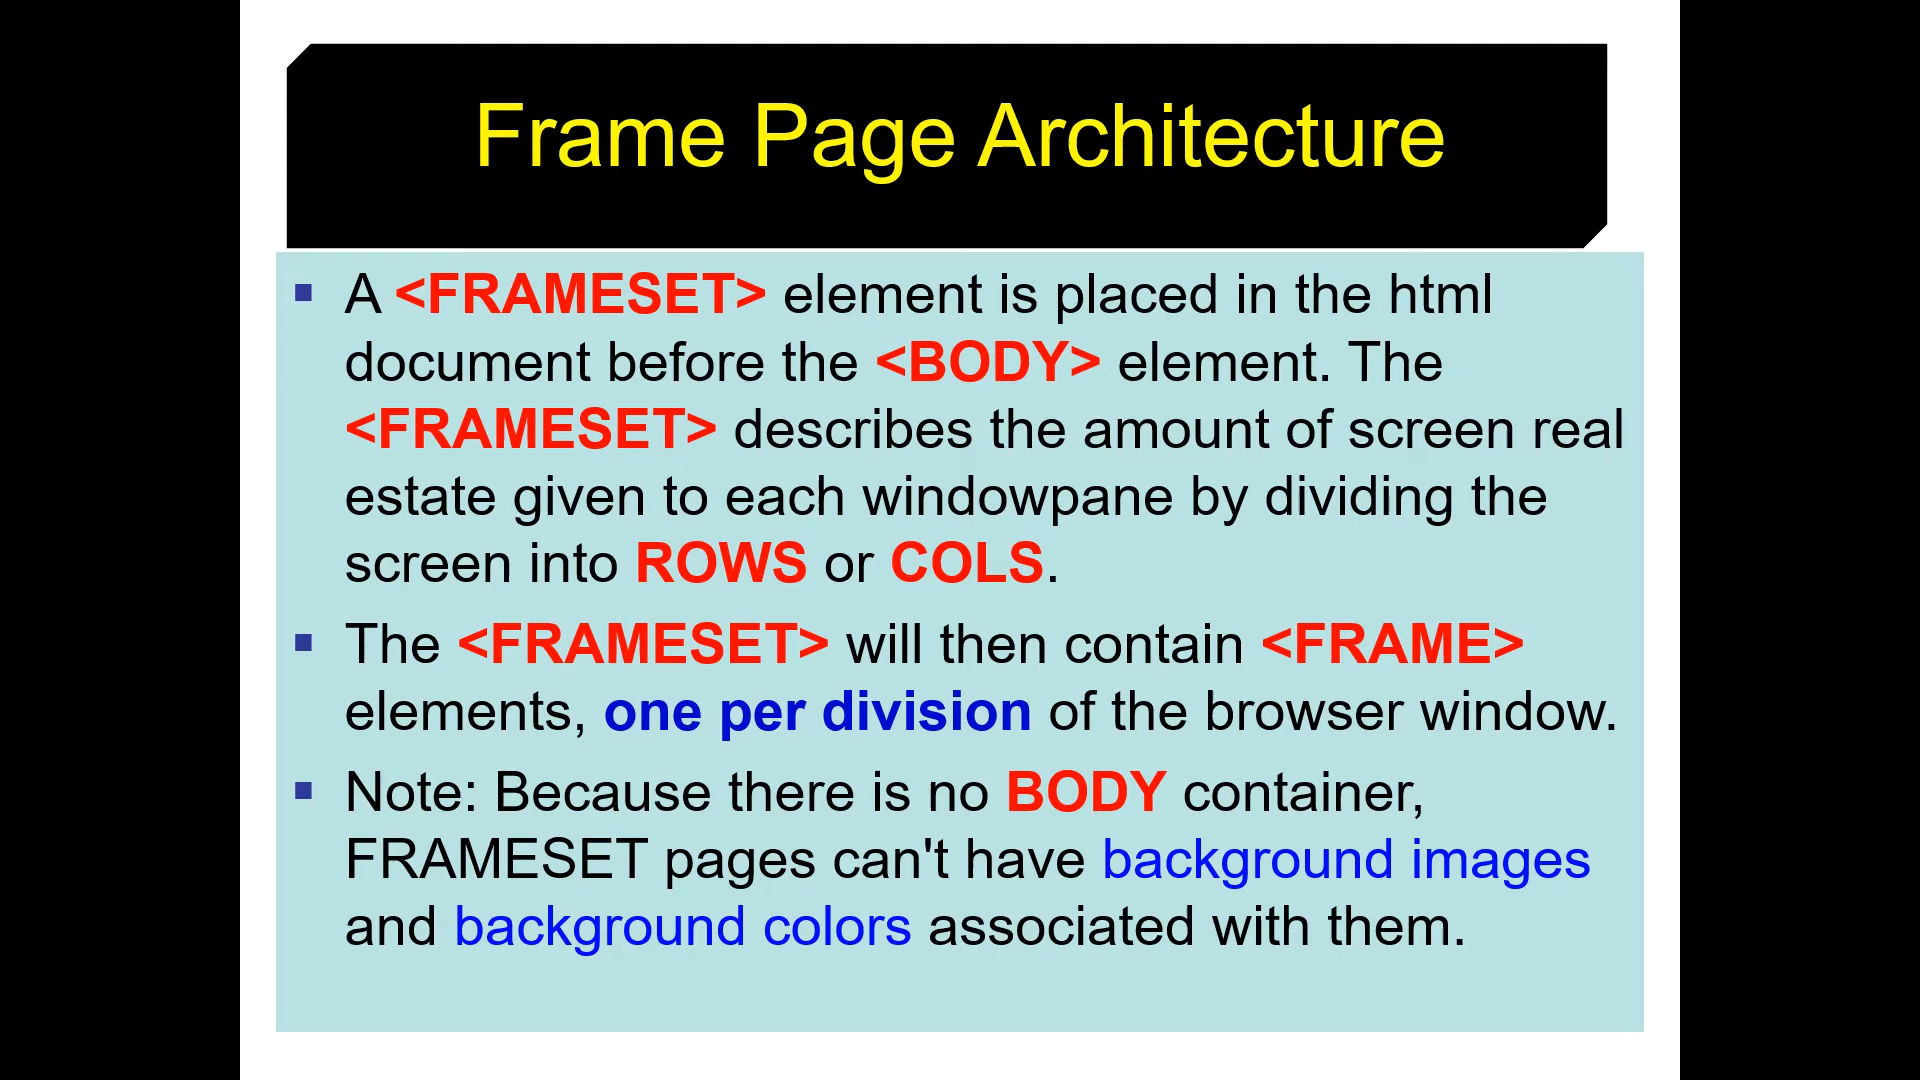 Frame Page Architecture
▪ A <FRAMESET> element is placed in the html
document before the <BODY> element. The
<FRAMESET> describes the amount of screen real
estate given to each windowpane by dividing the
screen into ROWS or COLS.
▪ The <FRAMESET> will then contain <FRAME>
elements, one per division of the browser window.
▪ Note: Because there is no BODY container,
FRAMESET pages can't have background images
and background colors associated with them.